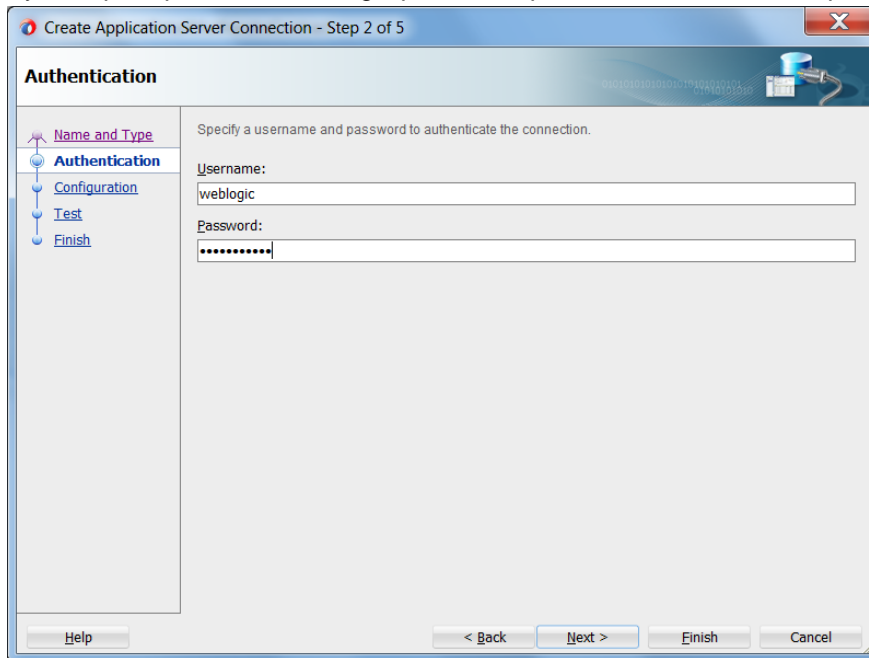 Create Application Server Connection - Step 2 of 5
Authentication
Name and Type
Authentication
Configuration
Test
Finish
Specify a username and password to authenticate the connection.
Username:
weblogic
Password:
•••••••••••
Help
< Back
Next >
Finish
Cancel